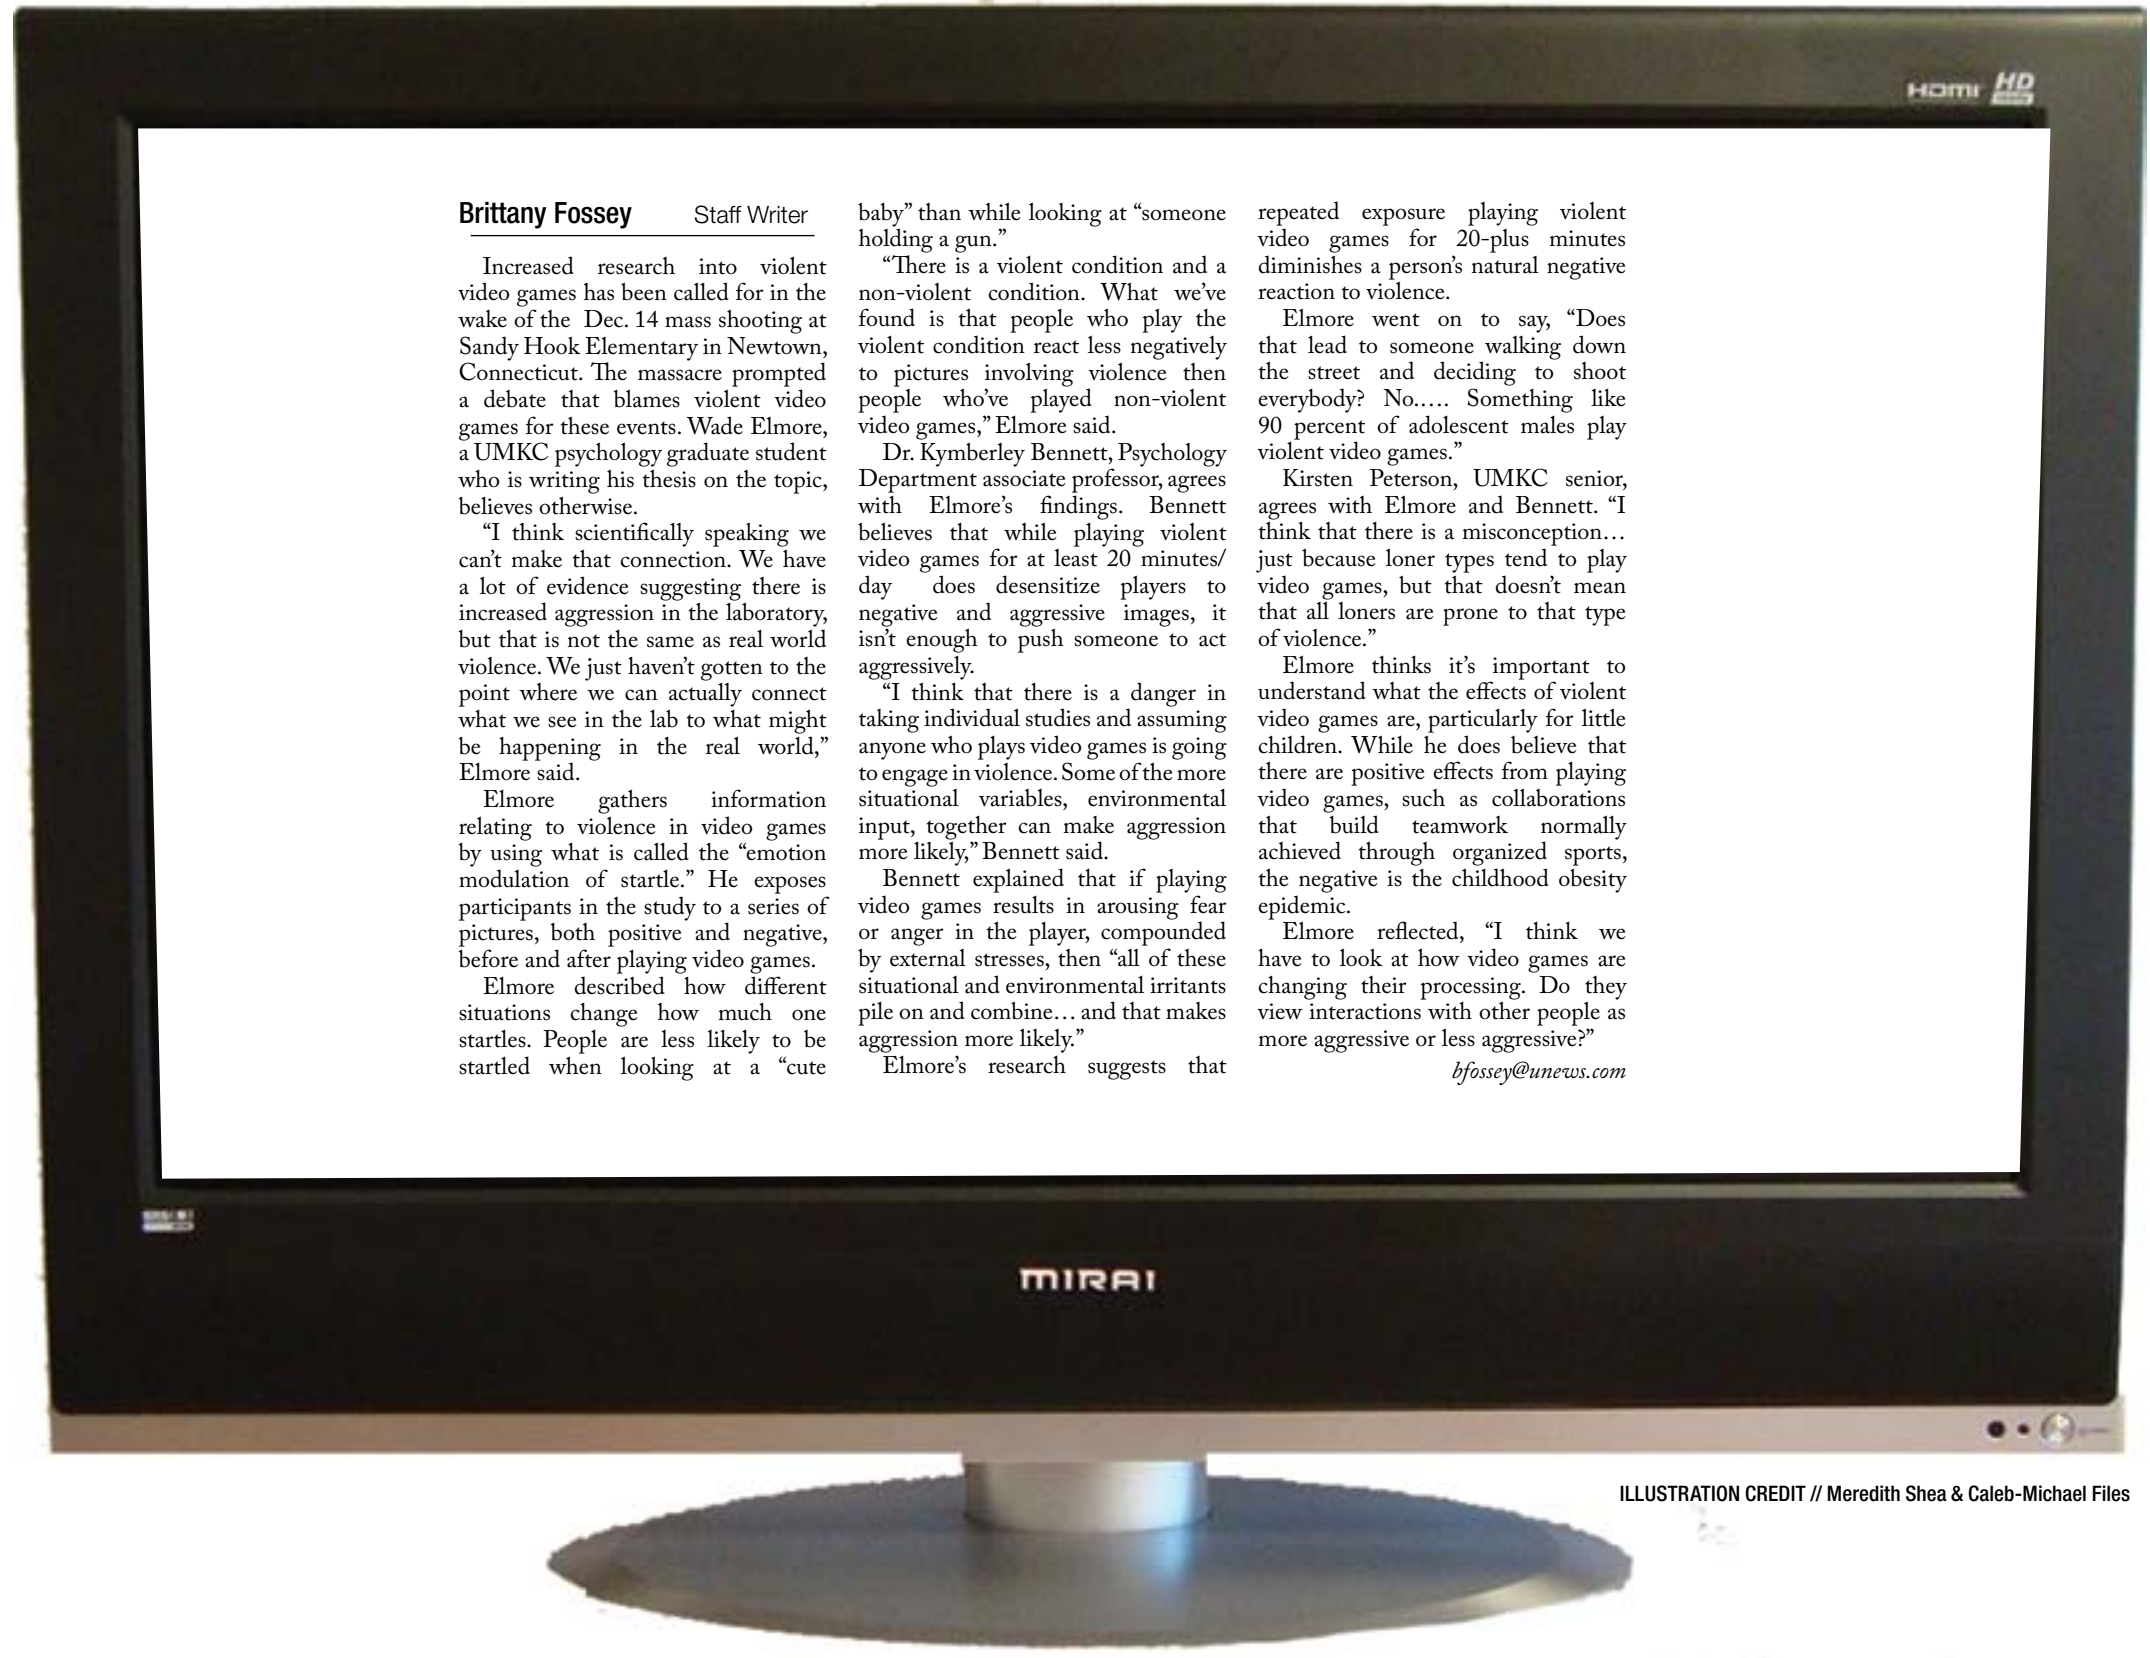 HDMI HD
Brittany Fossey Staff Writer
Increased research into violent
video games has been called for in the
wake of the Dec. 14 mass shooting at
Sandy Hook Elementary in Newtown,
Connecticut. The massacre prompted
a debate that blames violent video
games for these events. Wade Elmore,
a UMKC psychology graduate student
who is writing his thesis on the topic,
believes otherwise.
“I think scientifically speaking we
can’t make that connection. We have
a lot of evidence suggesting there is
increased aggression in the laboratory,
but that is not the same as real world
violence. We just haven’t gotten to the
point where we can actually connect
what we see in the lab to what might
be happening in the real world,”
Elmore said.
Elmore gathers information
relating to violence in video games
by using what is called the “emotion
modulation of startle.” He exposes
participants in the study to a series of
pictures, both positive and negative,
before and after playing video games.
Elmore described how different
situations change how much one
startles. People are less likely to be
startled when looking at a “cute
baby” than while looking at “someone
holding a gun.”
“There is a violent condition and a
non-violent condition. What we’ve
found is that people who play the
violent condition react less negatively
to pictures involving violence then
people who’ve played non-violent
video games,” Elmore said.
Dr. Kymberley Bennett, Psychology
Department associate professor, agrees
with Elmore’s findings. Bennett
believes that while playing violent
video games for at least 20 minutes/
day does desensitize players to
negative and aggressive images, it
isn’t enough to push someone to act
aggressively.
“I think that there is a danger in
taking individual studies and assuming
anyone who plays video games is going
to engage in violence. Some of the more
situational variables, environmental
input, together can make aggression
more likely,” Bennett said.
Bennett explained that if playing
video games results in arousing fear
or anger in the player, compounded
by external stresses, then “all of these
situational and environmental irritants
pile on and combine… and that makes
aggression more likely.”
Elmore’s research suggests that
repeated exposure playing violent
video games for 20-plus minutes
diminishes a person’s natural negative
reaction to violence.
Elmore went on to say, “Does
that lead to someone walking down
the street and deciding to shoot
everybody? No.…. Something like
90 percent of adolescent males play
violent video games.”
Kirsten Peterson, UMKC senior,
agrees with Elmore and Bennett. “I
think that there is a misconception…
just because loner types tend to play
video games, but that doesn’t mean
that all loners are prone to that type
of violence.”
Elmore thinks it’s important to
understand what the effects of violent
video games are, particularly for little
children. While he does believe that
there are positive effects from playing
video games, such as collaborations
that build teamwork normally
achieved through organized sports,
the negative is the childhood obesity
epidemic.
Elmore reflected, “I think we
have to look at how video games are
changing their processing. Do they
view interactions with other people as
more aggressive or less aggressive?”
bfossey@unews.com
MIRAI
ILLUSTRATION CREDIT // Meredith Shea & Caleb-Michael Files